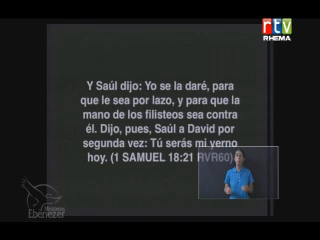 rtv
RHEMA
Y Saúl dijo: Yo se la daré, para
que le sea por lazo, y para que la
mano de los filisteos sea contra
él. Dijo, pues, Saúl a David por
segunda vez: Tú serás mi yerno
hoy. (1 SAMUEL 18:21 RVR60)
Ministerios
Ebenezer